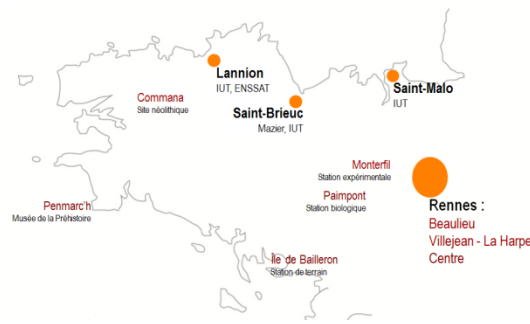 Lannion
IUT, ENSSAT
Commana
Site néolithique
Saint-Malo
IUT
Saint-Brieuc
Mazier, IUT
Monterfil
Station expérimentale
Paimpont
Station biologique
Penmarc'h
Musée de la Préhistoire
Rennes :
Beaulieu
Villejean - La Harpe
Centre
Île de Bailleron
Station de terrain